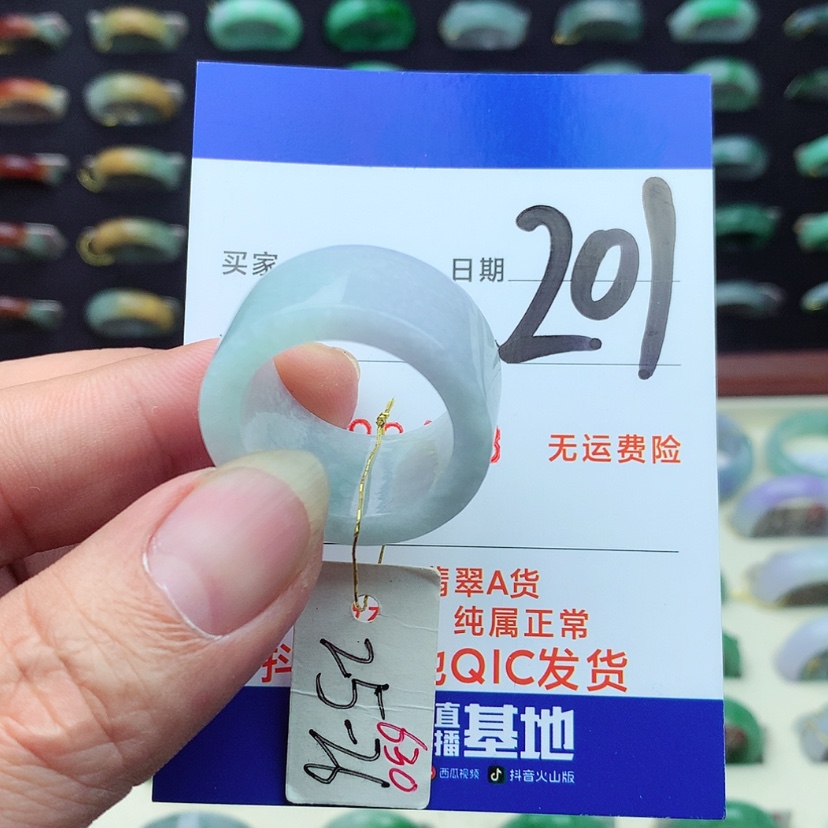 买家
日期
201
无运费险
翡翠A货
纯属正常
QIC发货
直播基地
西瓜视频 抖音火山版
25-76
630